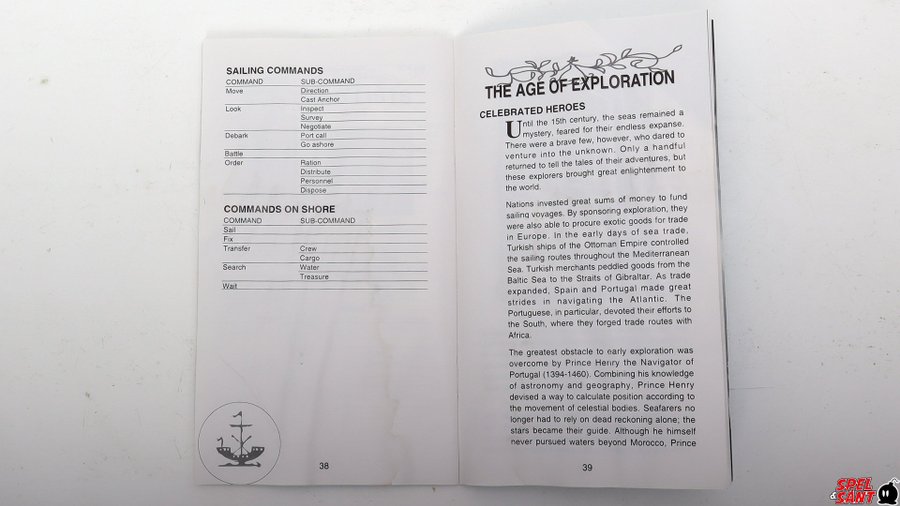 SAILING COMMANDS
COMMAND SUB-COMMAND
Move Direction
Cast Anchor
Look Inspect
Survey
Negotiate
Debark Port call
Go ashore
Battle
Order Ration
Distribute
Personnel
Dispose
COMMANDS ON SHORE
COMMAND SUB-COMMAND
Sail
Fix
Transfer Crew
Cargo
Search Water
Treasure
Wait
38
THE AGE OF EXPLORATION
CELEBRATED HEROES
Until the 15th century, the seas remained a
mystery, feared for their endless expanse.
There were a brave few, however, who dared to
venture into the unknown. Only a handful
returned to tell the tales of their adventures, but
these explorers brought great enlightenment to
the world.
Nations invested great sums of money to fund
sailing voyages. By sponsoring exploration, they
were also able to procure exotic goods for trade
in Europe. In the early days of sea trade,
Turkish ships of the Ottoman Empire controlled
the sailing routes throughout the Mediterranean
Sea. Turkish merchants peddled goods from the
Baltic Sea to the Straits of Gibraltar. As trade
expanded, Spain and Portugal made great
strides in navigating the Atlantic. The
Portuguese, in particular, devoted their efforts to
the South, where they forged trade routes with
Africa.
The greatest obstacle to early exploration was
overcome by Prince Henry the Navigator of
Portugal (1394-1460). Combining his knowledge
of astronomy and geography, Prince Henry
devised a way to calculate position according to
the movement of celestial bodies. Seafarers no
longer had to rely on dead reckoning alone; the
stars became their guide. Although he himself
never pursued waters beyond Morocco, Prince
39
SPEL
& SANT